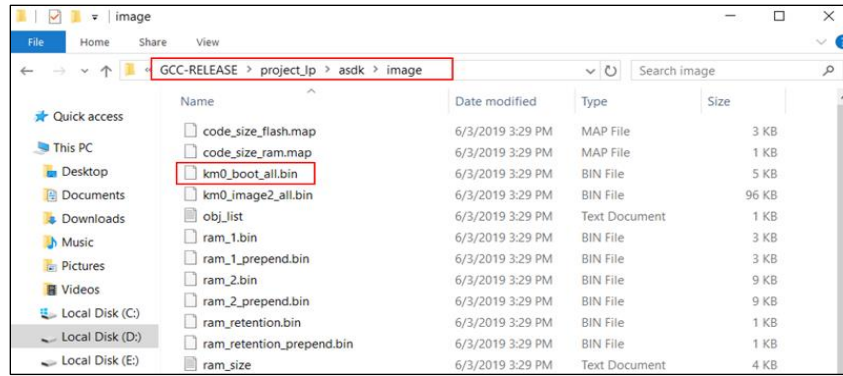 image
File Home Share View
GCC-RELEASE > project_lp > asdk > image Search image
Name Date modified Type Size
Quick access
This PC
Desktop
Documents
Downloads
Music
Pictures
Videos
Local Disk (C:)
Local Disk (D:)
Local Disk (E:)
code_size_flash.map 6/3/2019 3:29 PM MAP File 3 KB
code_size_ram.map 6/3/2019 3:29 PM MAP File 1 KB
km0_boot_all.bin 6/3/2019 3:29 PM BIN File 5 KB
km0_image2_all.bin 6/3/2019 3:29 PM BIN File 96 KB
obj_list 6/3/2019 3:29 PM Text Document 1 KB
ram_1.bin 6/3/2019 3:29 PM BIN File 3 KB
ram_1_prepend.bin 6/3/2019 3:29 PM BIN File 3 KB
ram_2.bin 6/3/2019 3:29 PM BIN File 9 KB
ram_2_prepend.bin 6/3/2019 3:29 PM BIN File 9 KB
ram_retention.bin 6/3/2019 3:29 PM BIN File 1 KB
ram_retention_prepend.bin 6/3/2019 3:29 PM BIN File 1 KB
ram_size 6/3/2019 3:29 PM Text Document 4 KB